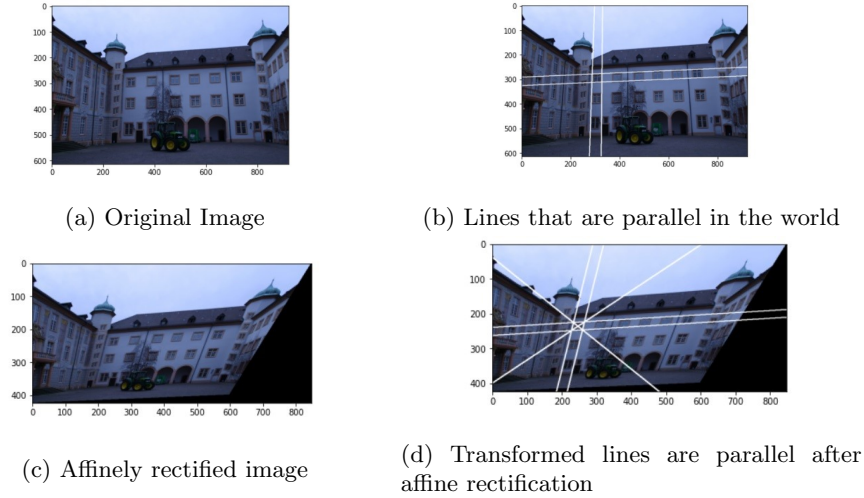 0
100
200
300
400
500
600
0 200 400 600 800
0
100
200
300
400
500
600
0 200 400 600 800
(a) Original Image
(b) Lines that are parallel in the world
0
100
200
300
400
0 100 200 300 400 500 600 700 800
0
100
200
300
400
0 100 200 300 400 500 600 700 800
(c) Affinely rectified image
(d) Transformed lines are parallel after
affine rectification